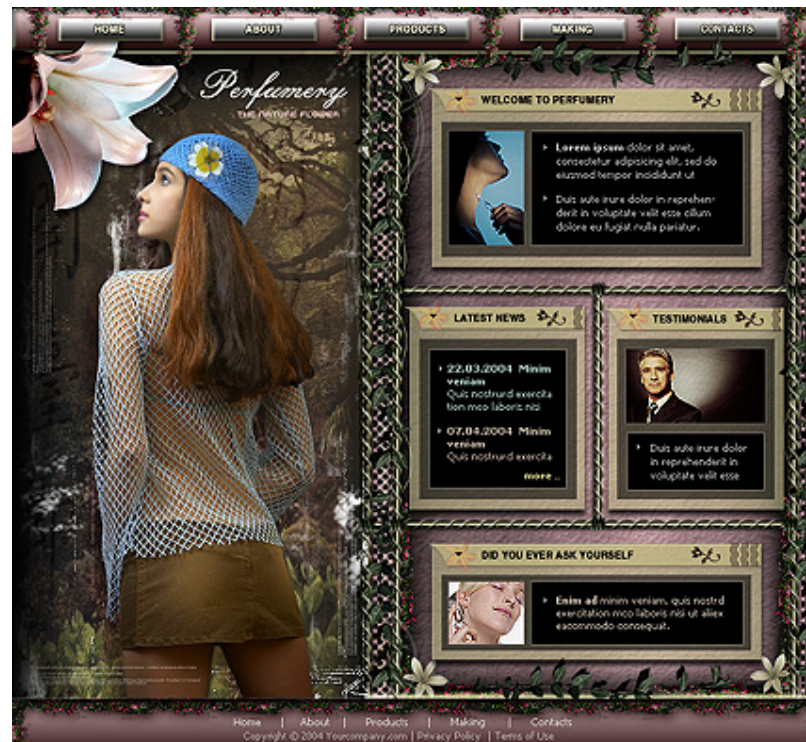 HOME
ABOUT
PRODUCTS
MAKING
CONTACTS
Perfumery
THE NATURE FLOWER
WELCOME TO PERFUMERY
Lorem ipsum dolor sit amet,
consectetur adipisicing elit, sed do
eiusmod tempor incididunt ut
Duis aute irure dolor in reprehen-
derit in voluptate velit esse cillum
dolore eu fugiat nulla pariatur.
LATEST NEWS
22.03.2004 Minim
veniam
Quis nostrurd exercita
tion mco laboris nisi
07.04.2004 Minim
veniam
Quis nostrurd exercita
more ..
TESTIMONIALS
Duis aute irure dolor
in reprehenderit in
voluptate velit esse
DID YOU EVER ASK YOURSELF
Enim ad minim veniam, quis nostrd
exercitation mco laboris nisi ut aliex
eacommodo consequat.
Home | About | Products | Making | Contacts
Copyright © 2004 Yourcompany.com | Privacy Policy | Terms of Use